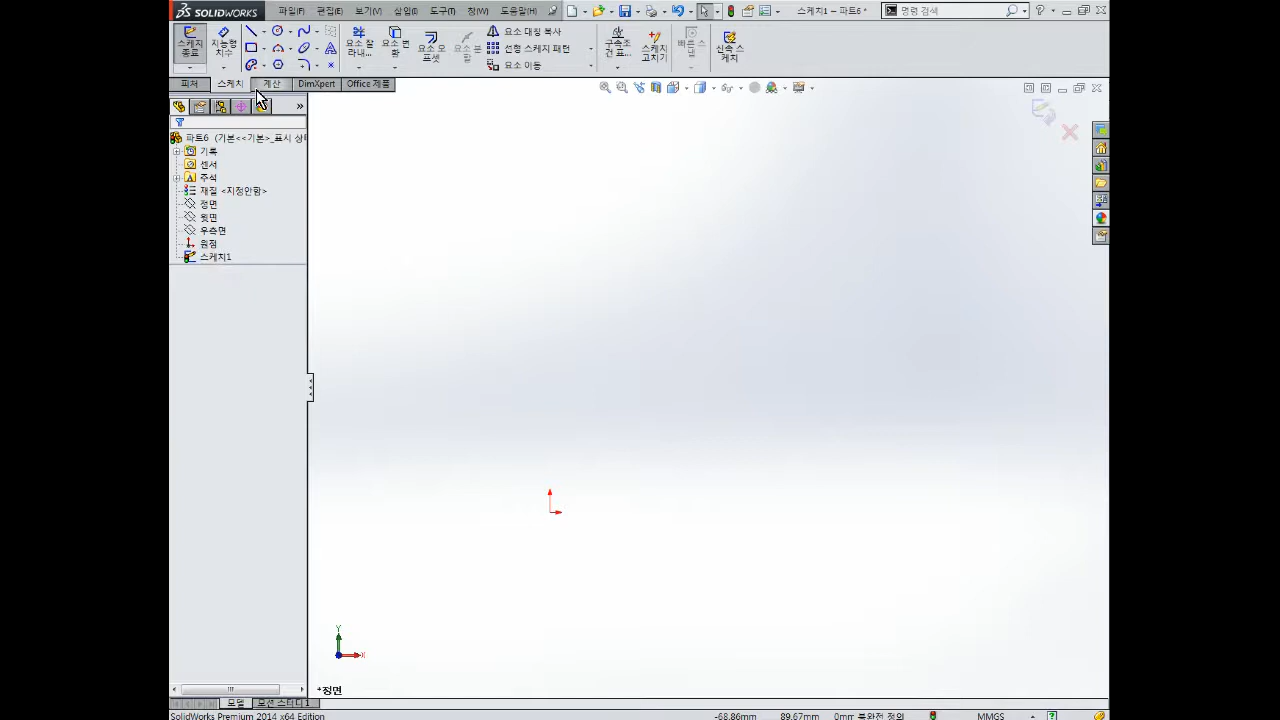 SOLIDWORKS 파일(F) 편집(E) 보기(V) 삽입(I) 도구(T) 창(W) 도움말(H) 스케치1 – 파트6 * 명령 검색
스케치 종료
지능형 치수
요소 잘라내...
요소 변환
요소 오프셋
요소 대칭 복사
선형 스케치 패턴
요소 이동
구속조건 표...
스케치 고치기
신속 스케치
피처 스케치 계산 DimXpert Office 제품
파트6 (기본<<기본>_표시 상태
기록
센서
주석
재질 <지정안함>
정면
윗면
우측면
원점
스케치1
Y
X
*정면
모델 모션 스터디 1
SolidWorks Premium 2014 x64 Edition -68.86mm 89.67mm 0mm 불완전 정의 MMGS